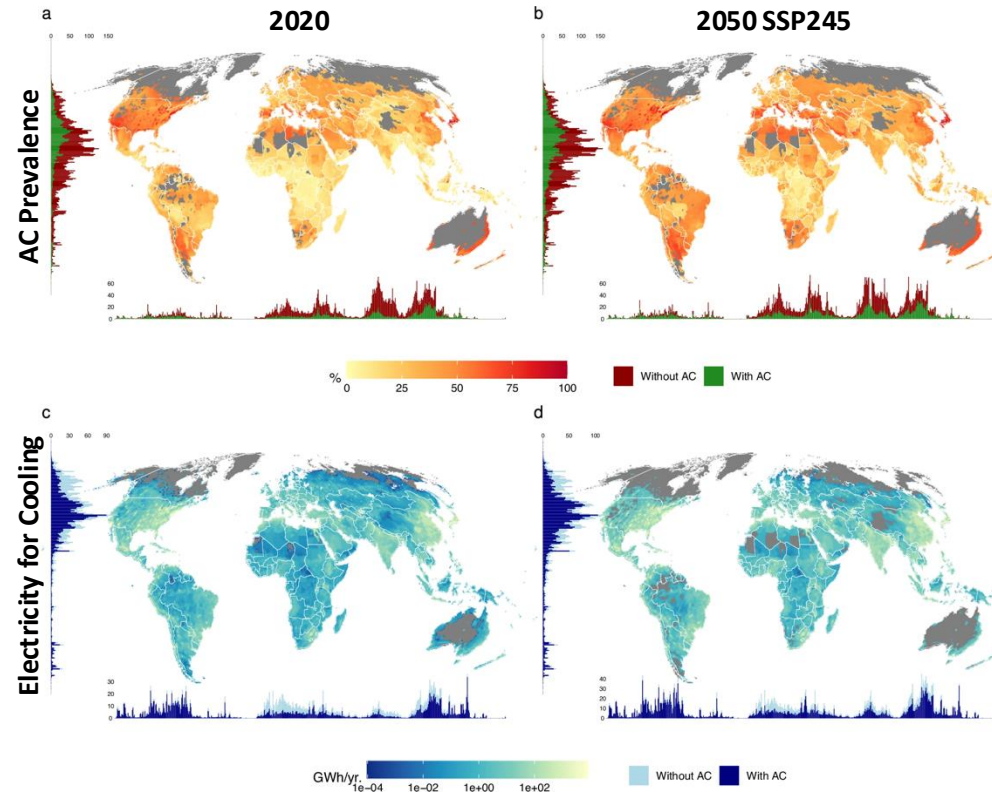 2020
2050 SSP245
a
b
0 50 100 150
0 50 100 150
AC Prevalence
60
40
20
0
60
40
20
0
%
0 25 50 75 100
Without AC With AC
c
d
0 30 60 90
0 50 100
Electricity for Cooling
30
20
10
0
40
30
20
10
0
GWh/yr.
1e−04 1e−02 1e+00 1e+02
Without AC With AC